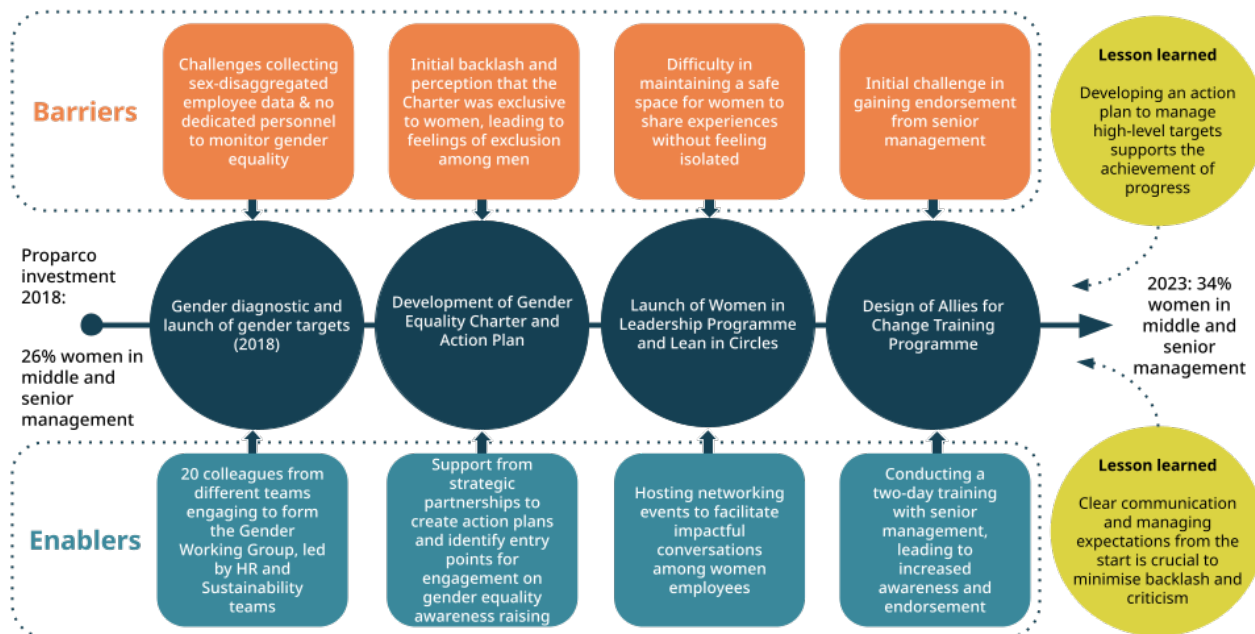 Barriers
Challenges collecting
sex-disaggregated
employee data & no
dedicated personnel
to monitor gender
equality
Initial backlash and
perception that the
Charter was exclusive
to women, leading to
feelings of exclusion
among men
Difficulty in
maintaining a safe
space for women to
share experiences
without feeling
isolated
Initial challenge in
gaining endorsement
from senior
management
Lesson learned
Developing an action
plan to manage
high-level targets
supports the
achievement of
progress
Proparco
investment
2018:
26% women in
middle and
senior
management
Gender diagnostic and
launch of gender targets
(2018)
Development of Gender
Equality Charter and
Action Plan
Launch of Women in
Leadership Programme
and Lean in Circles
Design of Allies for
Change Training
Programme
2023: 34%
women in
middle and
senior
management
Enablers
20 colleagues from
different teams
engaging to form
the Gender
Working Group, led
by HR and
Sustainability
teams
Support from
strategic
partnerships to
create action plans
and identify entry
points for
engagement on
gender equality
awareness raising
Hosting networking
events to facilitate
impactful
conversations
among women
employees
Conducting a
two-day training
with senior
management,
leading to
increased
awareness and
endorsement
Lesson learned
Clear communication
and managing
expectations from the
start is crucial to
minimise backlash and
criticism